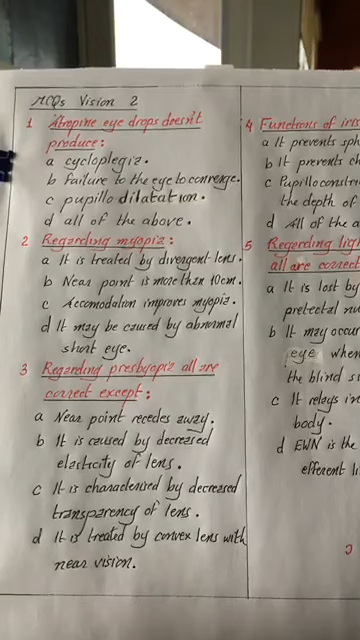 MCQs Vision 2
1 Atropine eye drops doesn't
produce:
a cycloplegia.
b Failure to the eye to converge.
c pupillo dilatation.
d all of the above.
2 Regarding myopia:
a It is treated by divergent lens.
b Near point is more than 10cm.
c Accomodation improves myopia.
d It may be caused by abnormal
short eye.
3 Regarding presbyopia all are
correct except:
a Near point recedes away.
b It is caused by decreased
elasticity of lens.
c It is characterised by decreased
transparency of lens.
d It is treated by convex lens with
near vision.
4 Functions of iris
a It prevents sph
b It prevents ch
c Pupilloconstri
the depth of
d All of the a
5 Regarding ligh
all are correct
a It is lost by
pretectal nu
b It may occur
eye when
the blind s
c It relays in
body.
d EWN is the
efferent li